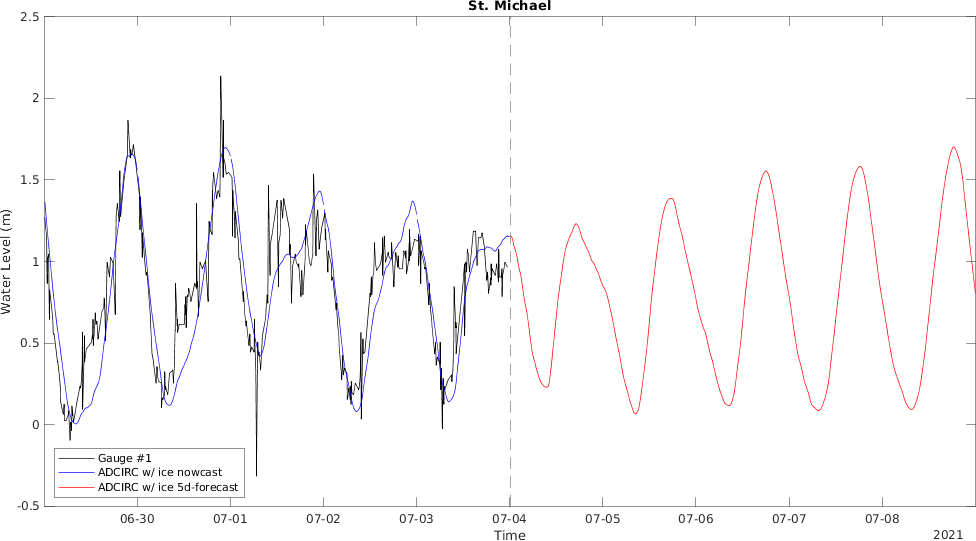 St. Michael
2.5
2
1.5
1
0.5
0
-0.5
Water Level (m)
Gauge #1
ADCIRC w/ ice nowcast
ADCIRC w/ ice 5d-forecast
06-30 07-01 07-02 07-03 07-04 07-05 07-06 07-07 07-08
Time
2021